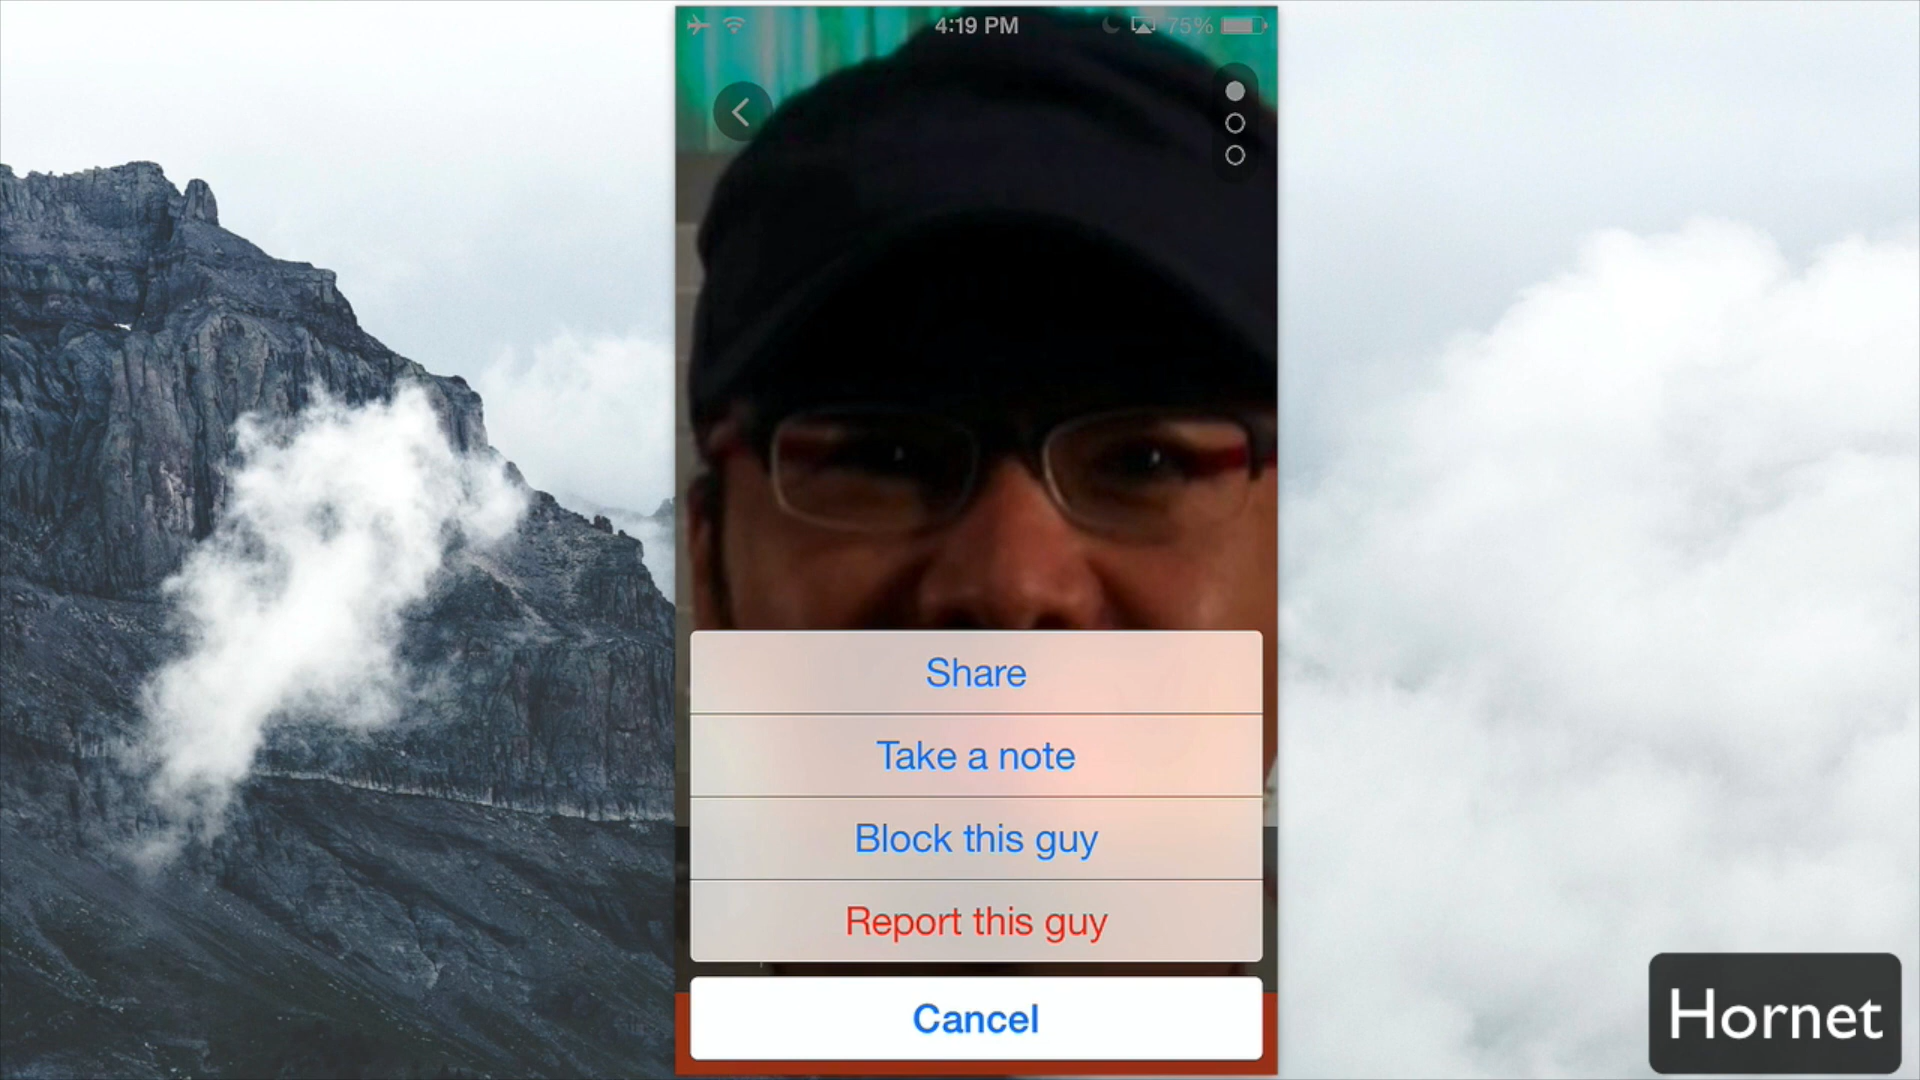 4:19 PM
75%
Share
Take a note
Block this guy
Report this guy
Cancel
Hornet